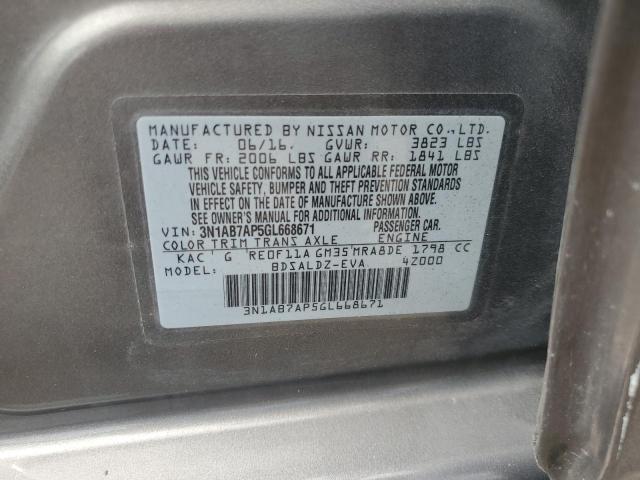 MANUFACTURED BY NISSAN MOTOR CO.,LTD.
DATE: 06/16. GVWR: 3823 LBS
GAWR FR: 2006 LBS GAWR RR: 1841 LBS
THIS VEHICLE CONFORMS TO ALL APPLICABLE FEDERAL MOTOR
VEHICLE SAFETY, BUMPER AND THEFT PREVENTION STANDARDS
IN EFFECT ON THE DATE OF MANUFACTURE SHOWN ABOVE.
SEE OWNER'S MANUAL FOR ADDITIONAL INFORMATION.
VIN: 3N1AB7AP5GL668671 PASSENGER CAR.
COLOR TRIM TRANS AXLE ENGINE
KAC G RE0F11A GM35 MRA8DE 1798 CC
MODEL: BDSALDZ-EVA 4Z000
3N1AB7AP5GL668671